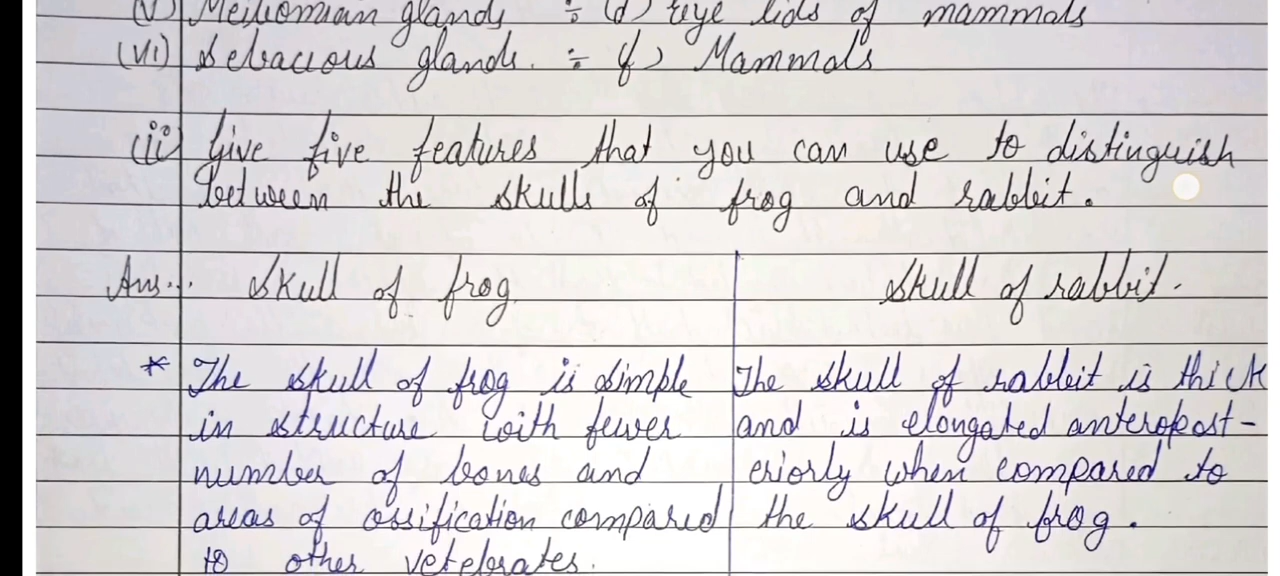 (v) Meibomian glands ÷ (d) Eye lids of mammals
(vi) Sebacious glands. ÷ f) Mammals
(ii) Give five features that you can use to distinguish
between the skulls of frog and rabbit.
Ans:. Skull of frog. Skull of rabbit.
* The skull of frog is simple The skull of rabbit is thick
in structure with fewer and is elongated anteropost-
number of bones and eriorly when compared to
areas of ossification compared the skull of frog.
to other vetebrates.